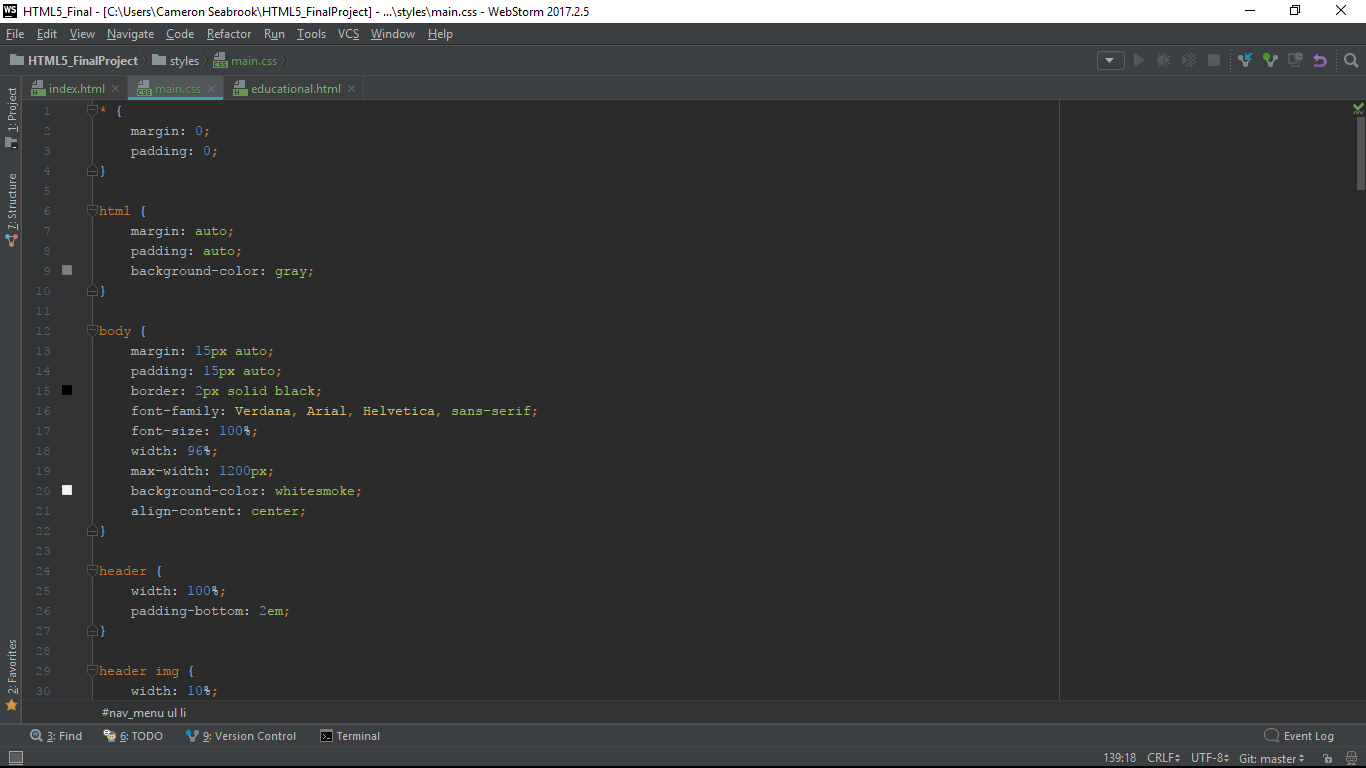 WS HTML5_Final - [C:\Users\Cameron Seabrook\HTML5_FinalProject] - ...\styles\main.css - WebStorm 2017.2.5
File Edit View Navigate Code Refactor Run Tools VCS Window Help
HTML5_FinalProject styles main.css
index.html main.css educational.html
1: Project
7: Structure
2: Favorites
1 * {
2 margin: 0;
3 padding: 0;
4 }
5
6 html {
7 margin: auto;
8 padding: auto;
9 background-color: gray;
10 }
11
12 body {
13 margin: 15px auto;
14 padding: 15px auto;
15 border: 2px solid black;
16 font-family: Verdana, Arial, Helvetica, sans-serif;
17 font-size: 100%;
18 width: 96%;
19 max-width: 1200px;
20 background-color: whitesmoke;
21 align-content: center;
22 }
23
24 header {
25 width: 100%;
26 padding-bottom: 2em;
27 }
28
29 header img {
30 width: 10%;
#nav_menu ul li
3: Find 6: TODO 9: Version Control Terminal Event Log
139:18 CRLF UTF-8 Git: master